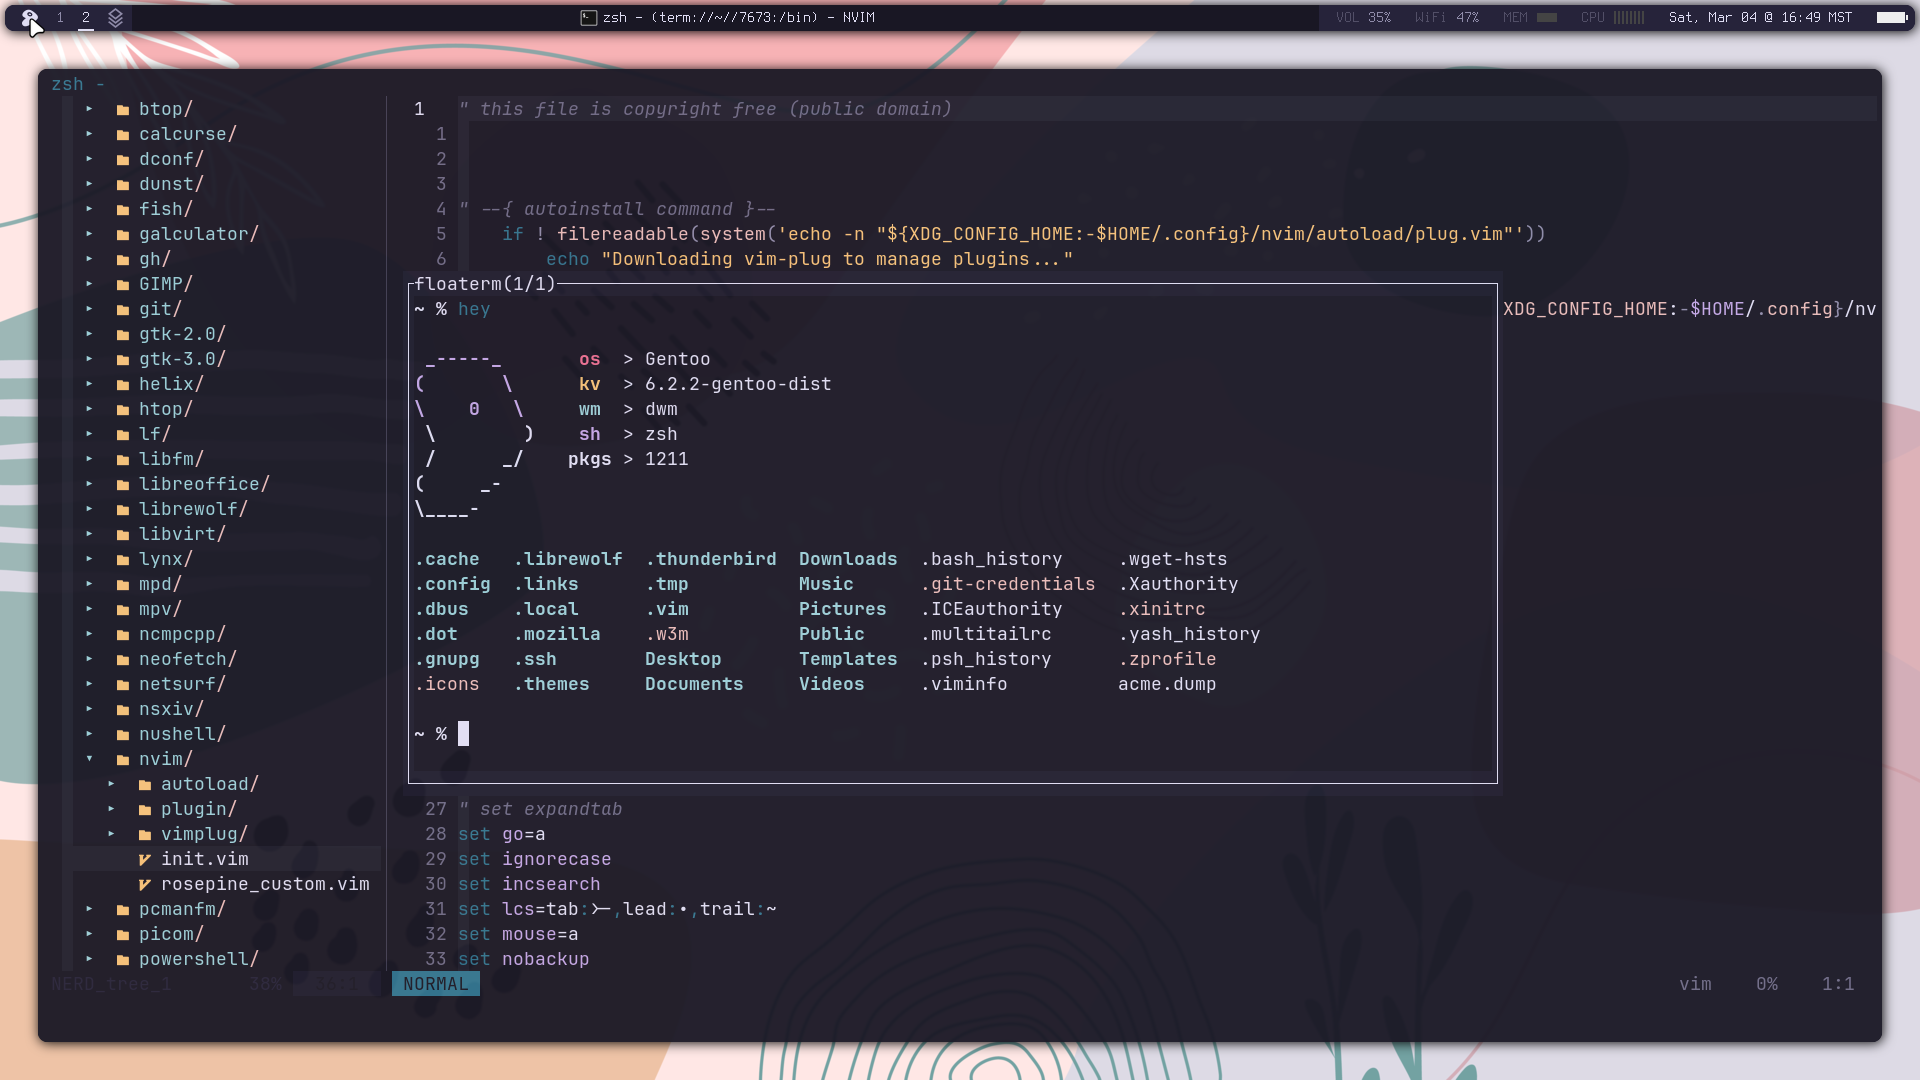 1 2 zsh - (term://~//7673:/bin) - NVIM VOL 35% WiFi 47% MEM CPU Sat, Mar 04 @ 16:49 MST
zsh -
btop/
calcurse/
dconf/
dunst/
fish/
galculator/
gh/
GIMP/
git/
gtk-2.0/
gtk-3.0/
helix/
htop/
lf/
libfm/
libreoffice/
librewolf/
libvirt/
lynx/
mpd/
mpv/
ncmpcpp/
neofetch/
netsurf/
nsxiv/
nushell/
nvim/
autoload/
plugin/
vimplug/
init.vim
rosepine_custom.vim
pcmanfm/
picom/
powershell/
NERD_tree_1 38% 36:1
1 " this file is copyright free (public domain)
1
2
3
4 " --{ autoinstall command }--
5 if ! filereadable(system('echo -n "${XDG_CONFIG_HOME:-$HOME/.config}/nvim/autoload/plug.vim"'))
6 echo "Downloading vim-plug to manage plugins..."
XDG_CONFIG_HOME:-$HOME/.config}/nv
floaterm(1/1)
~ % hey
_-----_ os > Gentoo
( \ kv > 6.2.2-gentoo-dist
\ 0 \ wm > dwm
\ ) sh > zsh
/ _/ pkgs > 1211
( _-
\____-
.cache .librewolf .thunderbird Downloads .bash_history .wget-hsts
.config .links .tmp Music .git-credentials .Xauthority
.dbus .local .vim Pictures .ICEauthority .xinitrc
.dot .mozilla .w3m Public .multitailrc .yash_history
.gnupg .ssh Desktop Templates .psh_history .zprofile
.icons .themes Documents Videos .viminfo acme.dump
~ %
27 " set expandtab
28 set go=a
29 set ignorecase
30 set incsearch
31 set lcs=tab:>-,lead:•,trail:~
32 set mouse=a
33 set nobackup
NORMAL vim 0% 1:1